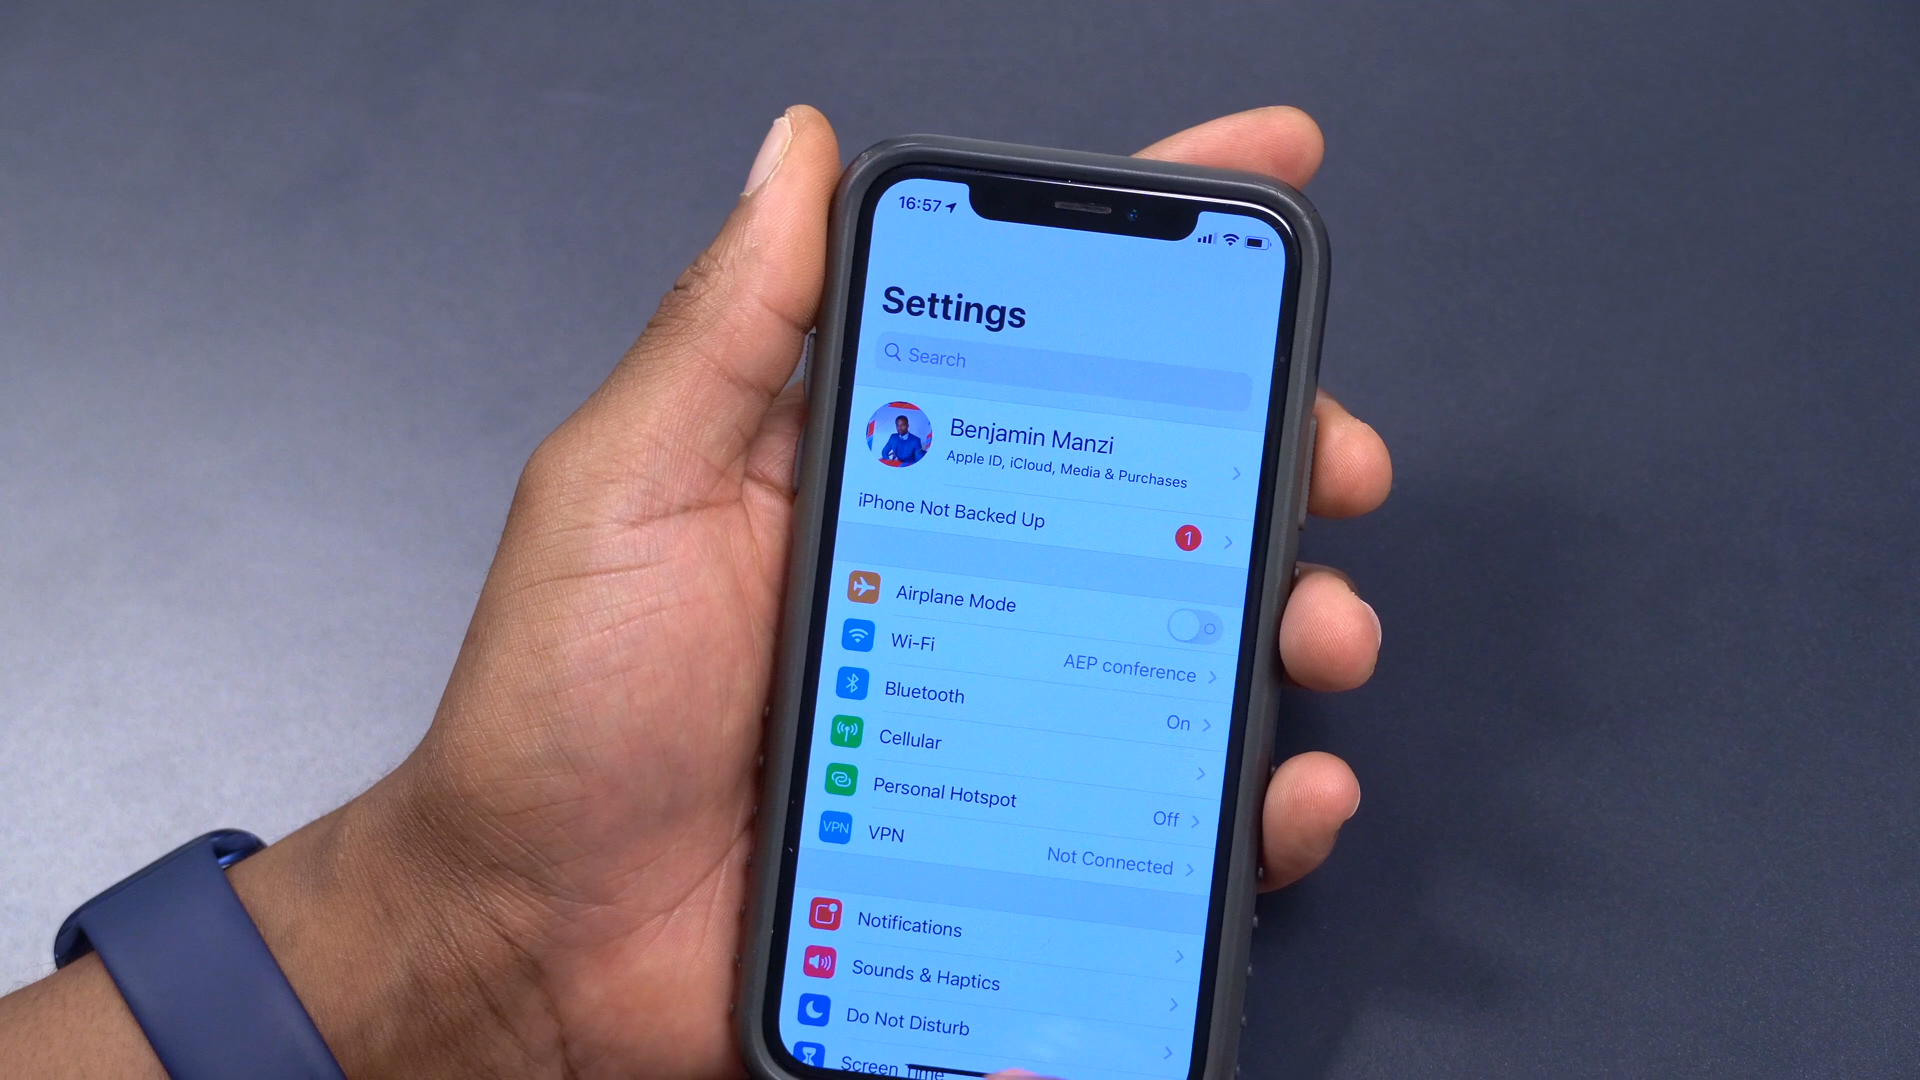 16:57
Settings
Search
Benjamin Manzi
Apple ID, iCloud, Media & Purchases
iPhone Not Backed Up
1
Airplane Mode
Wi-Fi
AEP conference
Bluetooth
On
Cellular
Personal Hotspot
Off
VPN
VPN
Not Connected
Notifications
Sounds & Haptics
Do Not Disturb
Screen Time